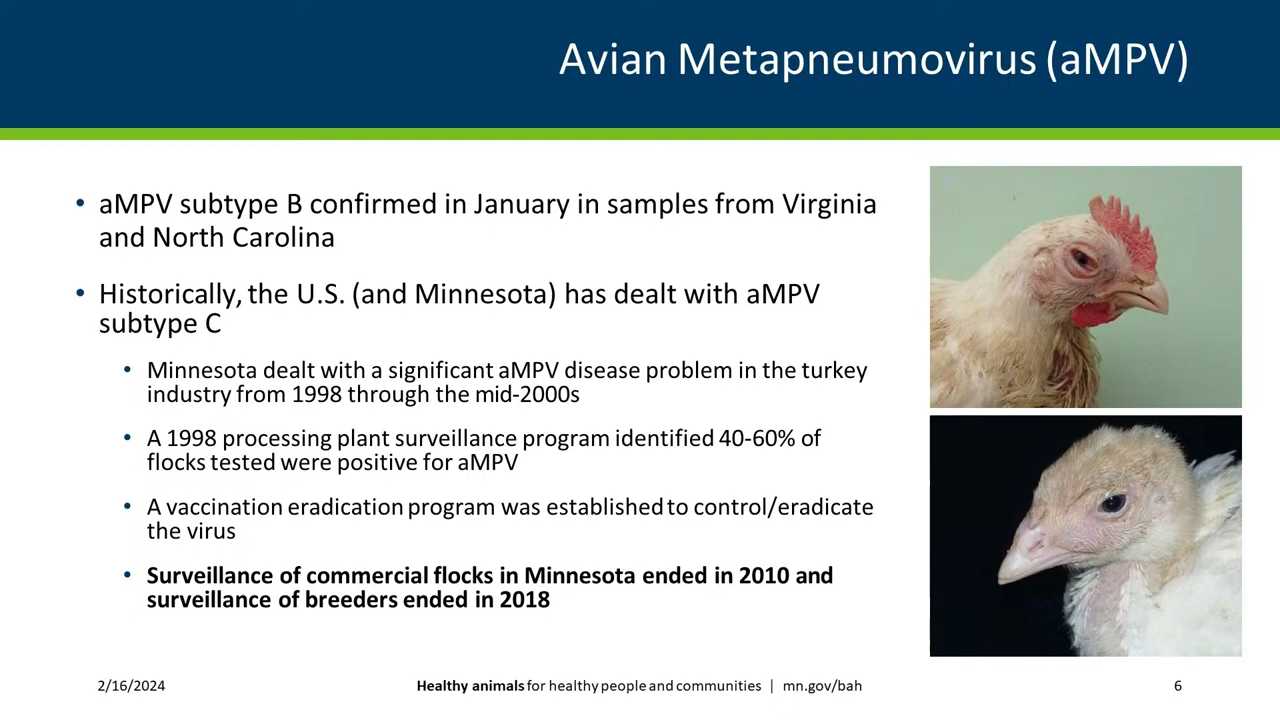 Avian Metapneumovirus (aMPV)
• aMPV subtype B confirmed in January in samples from Virginia
and North Carolina
• Historically, the U.S. (and Minnesota) has dealt with aMPV
subtype C
• Minnesota dealt with a significant aMPV disease problem in the turkey
industry from 1998 through the mid-2000s
• A 1998 processing plant surveillance program identified 40-60% of
flocks tested were positive for aMPV
• A vaccination eradication program was established to control/eradicate
the virus
• Surveillance of commercial flocks in Minnesota ended in 2010 and
surveillance of breeders ended in 2018
2/16/2024
Healthy animals for healthy people and communities | mn.gov/bah
6